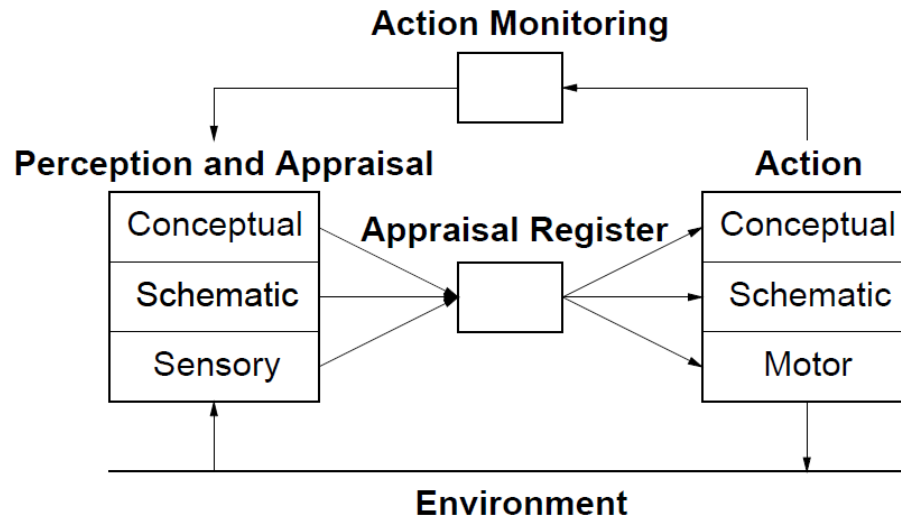 Action Monitoring
Perception and Appraisal
Action
Conceptual
Schematic
Sensory
Appraisal Register
Conceptual
Schematic
Motor
Environment